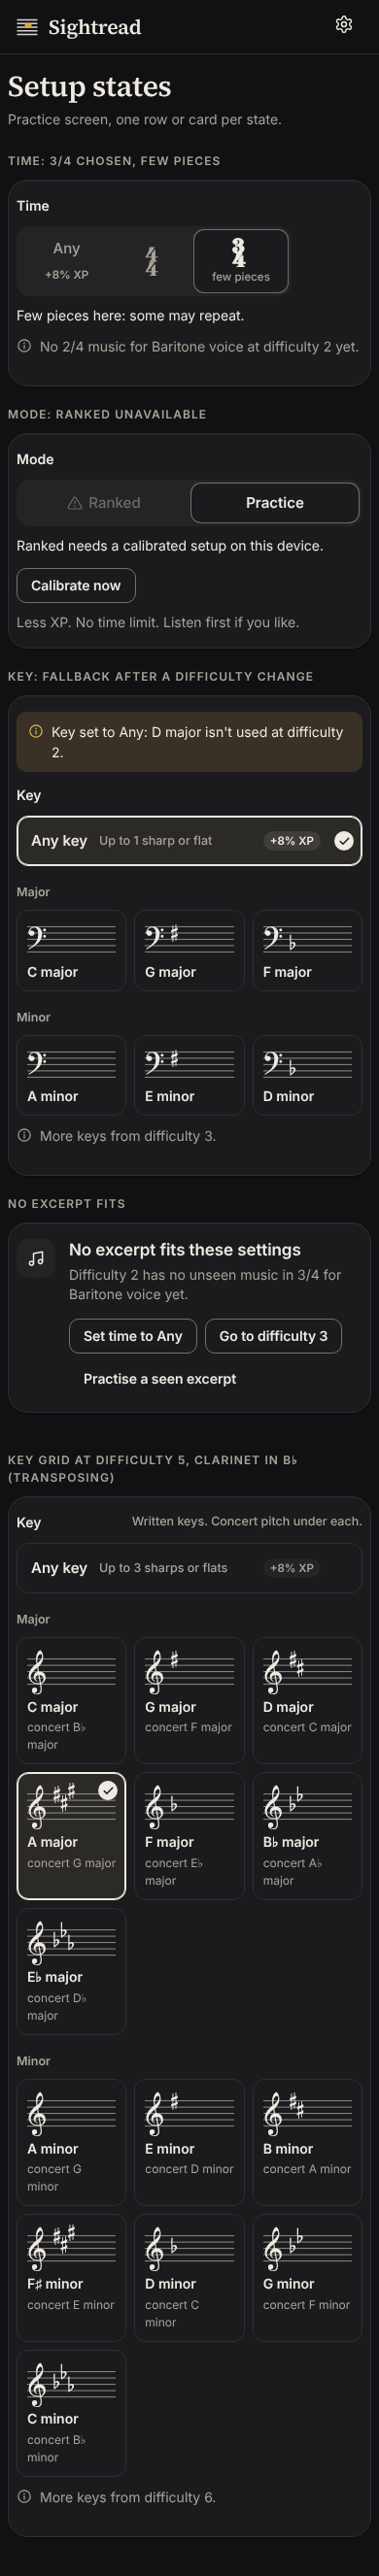 Sightread
Setup states
Practice screen, one row or card per state.
TIME: 3/4 CHOSEN, FEW PIECES
Time
Any
+8% XP
4
4
3
4
few pieces
Few pieces here: some may repeat.
No 2/4 music for Baritone voice at difficulty 2 yet.
MODE: RANKED UNAVAILABLE
Mode
Ranked
Practice
Ranked needs a calibrated setup on this device.
Calibrate now
Less XP. No time limit. Listen first if you like.
KEY: FALLBACK AFTER A DIFFICULTY CHANGE
Key set to Any: D major isn't used at difficulty
2.
Key
Any key Up to 1 sharp or flat +8% XP
Major
C major
G major
F major
Minor
A minor
E minor
D minor
More keys from difficulty 3.
NO EXCERPT FITS
No excerpt fits these settings
Difficulty 2 has no unseen music in 3/4 for
Baritone voice yet.
Set time to Any
Go to difficulty 3
Practise a seen excerpt
KEY GRID AT DIFFICULTY 5, CLARINET IN B♭
(TRANSPOSING)
Key
Written keys. Concert pitch under each.
Any key Up to 3 sharps or flats +8% XP
Major
C major
concert B♭
major
G major
concert F major
D major
concert C major
A major
concert G major
F major
concert E♭
major
B♭ major
concert A♭
major
E♭ major
concert D♭
major
Minor
A minor
concert G
minor
E minor
concert D minor
B minor
concert A minor
F♯ minor
concert E minor
D minor
concert C
minor
G minor
concert F minor
C minor
concert B♭
minor
More keys from difficulty 6.